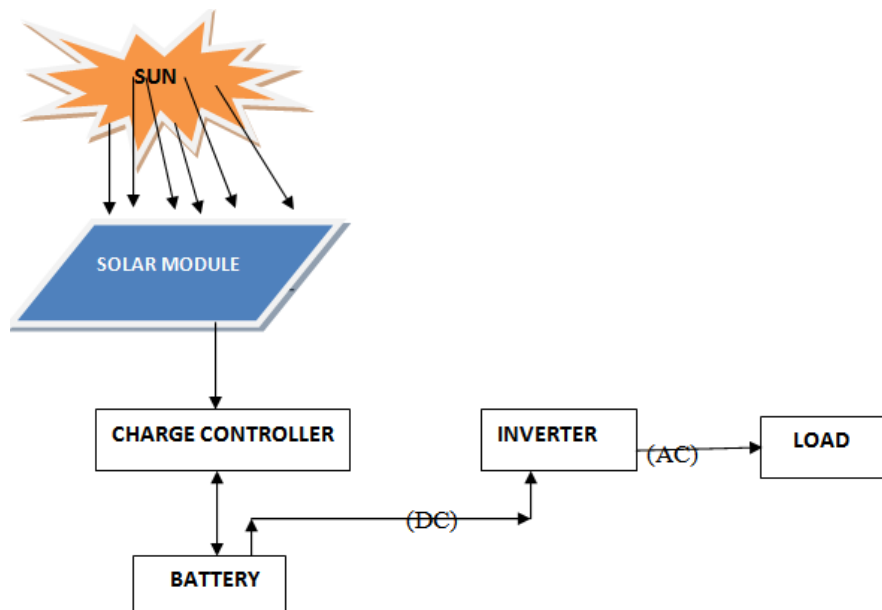 SUN
SOLAR MODULE
CHARGE CONTROLLER
INVERTER
(AC)
LOAD
(DC)
BATTERY